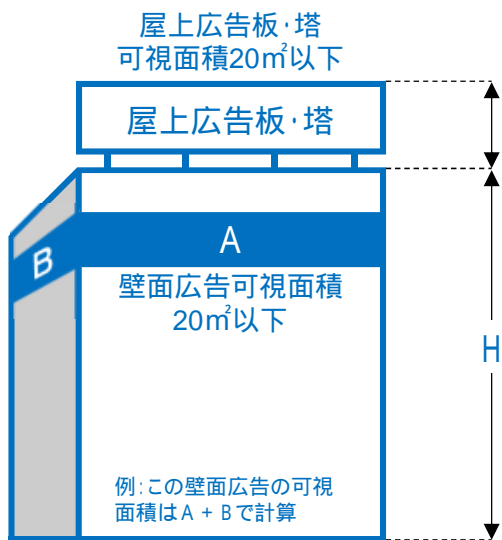 屋上広告板・塔
可視面積20㎡以下
屋上広告板・塔
A
B
壁面広告可視面積
20㎡以下
H
例:この壁面広告の可視
面積はA + Bで計算